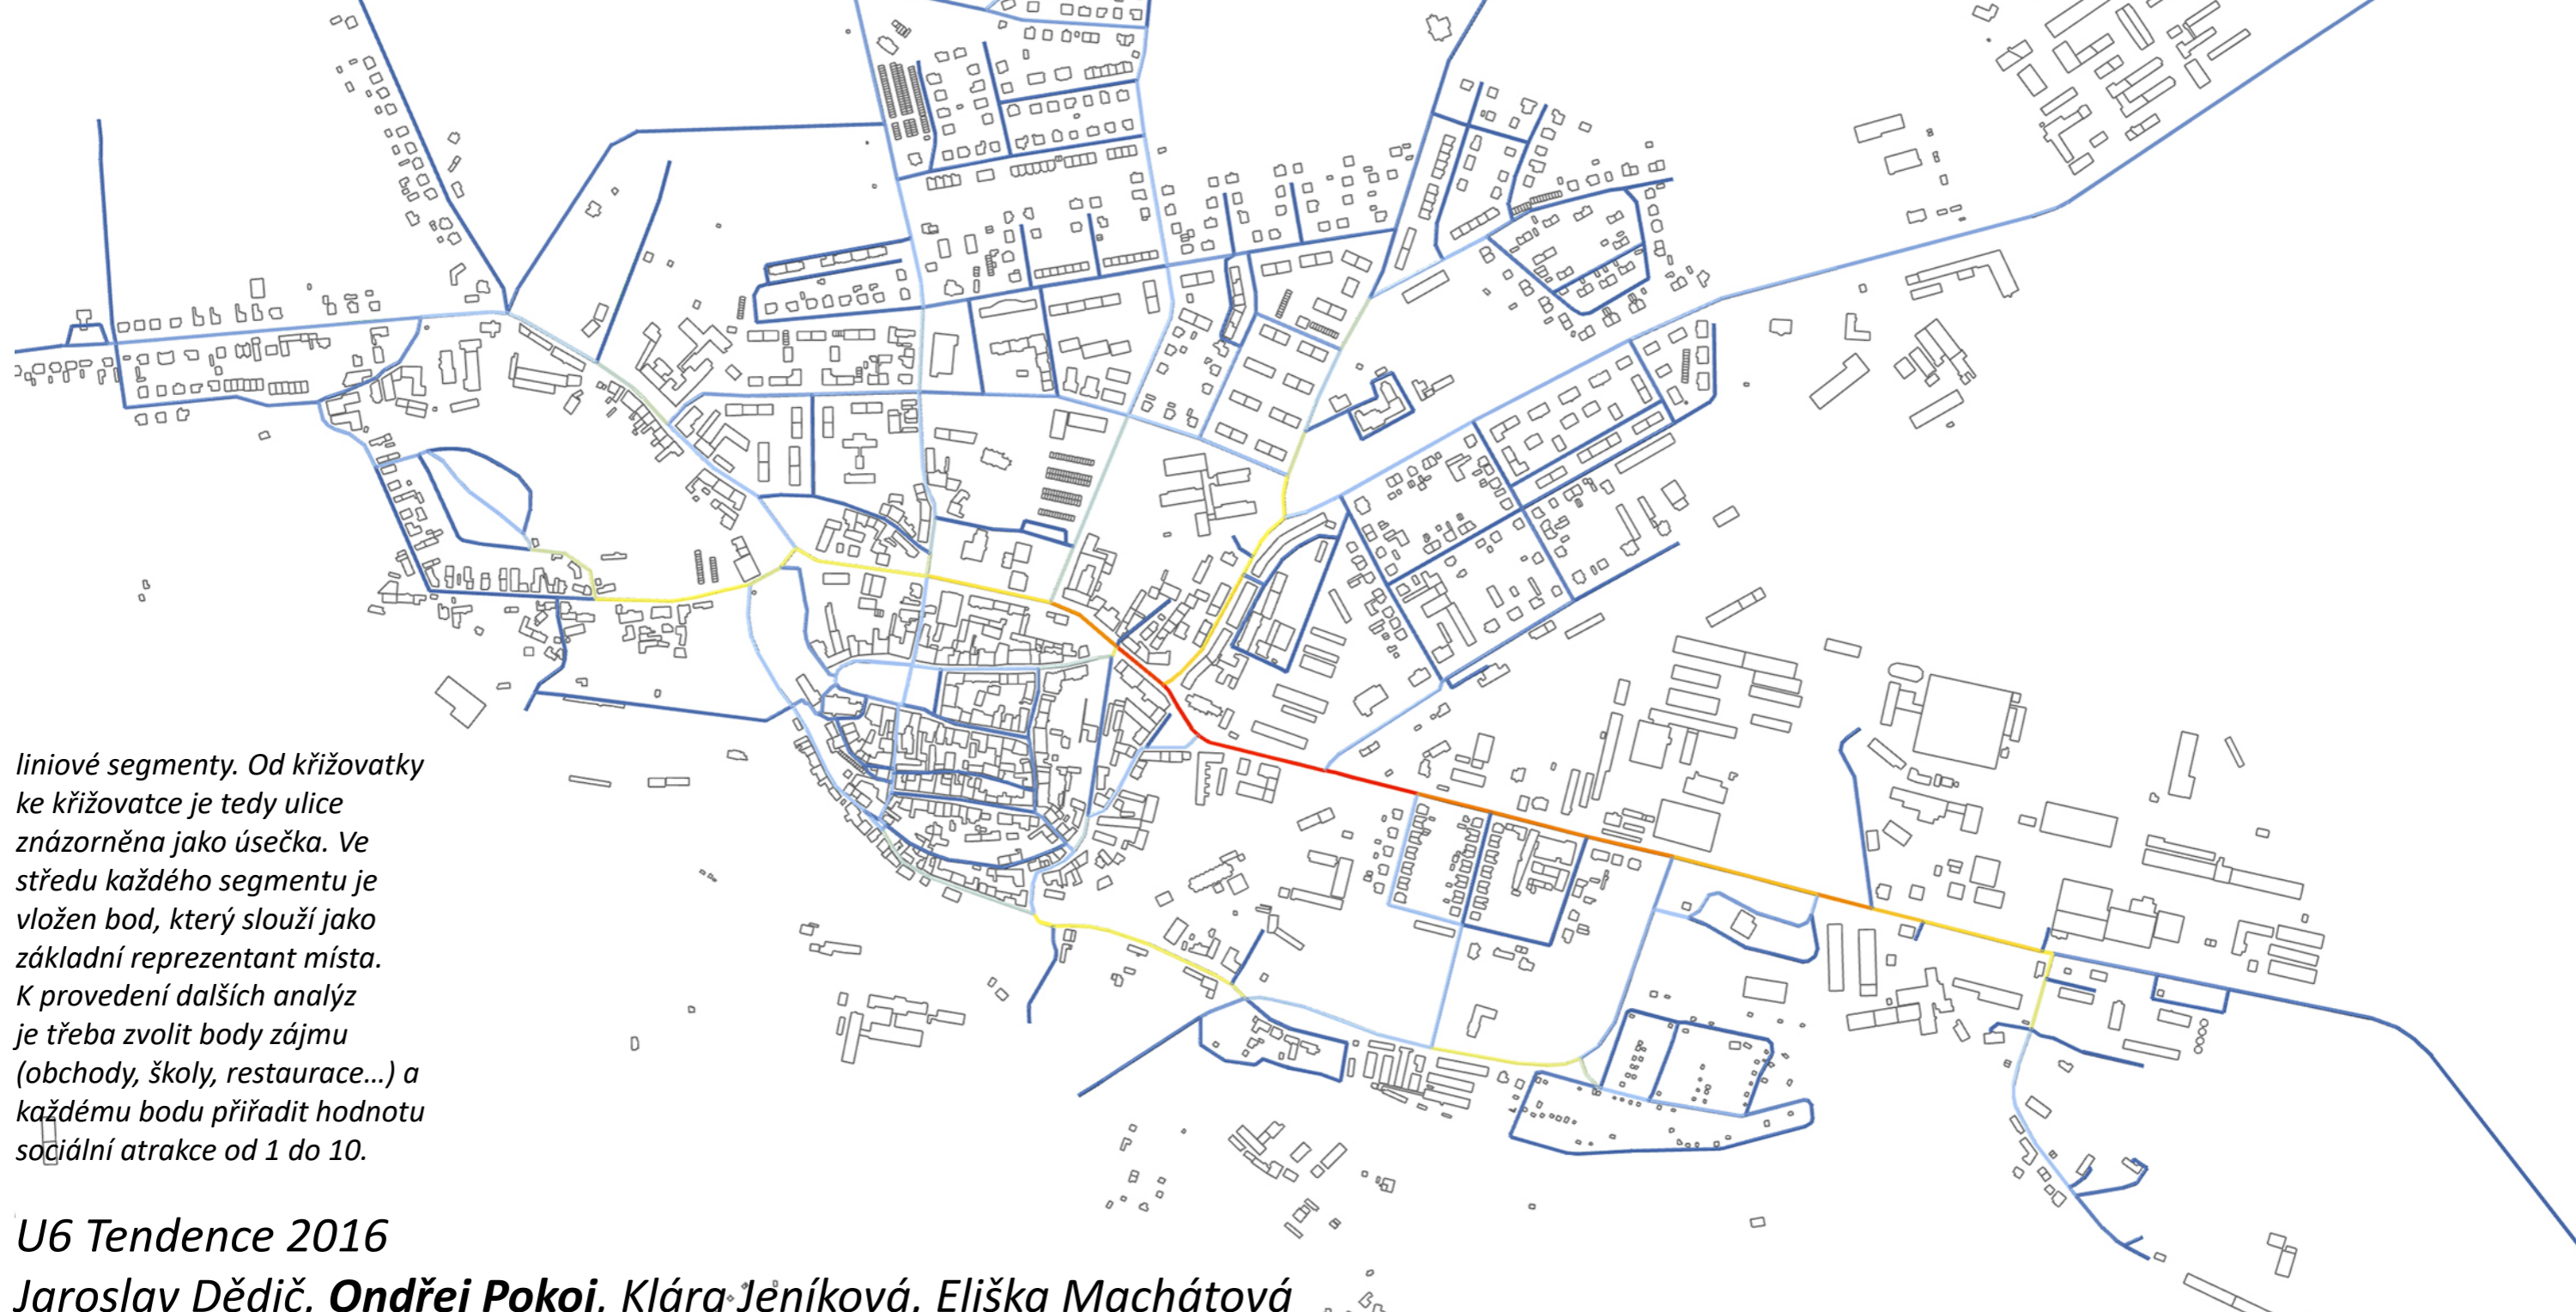 liniové segmenty. Od křižovatky
ke křižovatce je tedy ulice
znázorněna jako úsečka. Ve
středu každého segmentu je
vložen bod, který slouží jako
základní reprezentant místa.
K provedení dalších analýz
je třeba zvolit body zájmu
(obchody, školy, restaurace...) a
každému bodu přiřadit hodnotu
sociální atrakce od 1 do 10.
U6 Tendence 2016
Jaroslav Dědič, Ondřej Pokoj, Klára Jeníková, Eliška Machátová